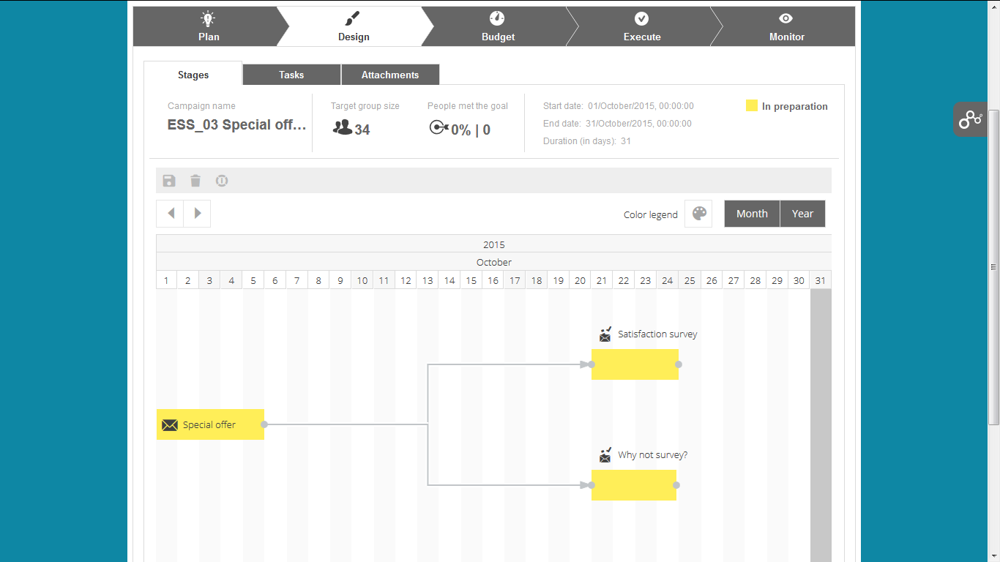 Plan Design Budget Execute Monitor
Stages Tasks Attachments
Campaign name Target group size People met the goal Start date: 01/October/2015, 00:00:00 In preparation
ESS_03 Special off... 34 0% | 0 End date: 31/October/2015, 00:00:00
Duration (in days): 31
Color legend Month Year
2015
October
1 2 3 4 5 6 7 8 9 10 11 12 13 14 15 16 17 18 19 20 21 22 23 24 25 26 27 28 29 30 31
Satisfaction survey
Special offer
Why not survey?